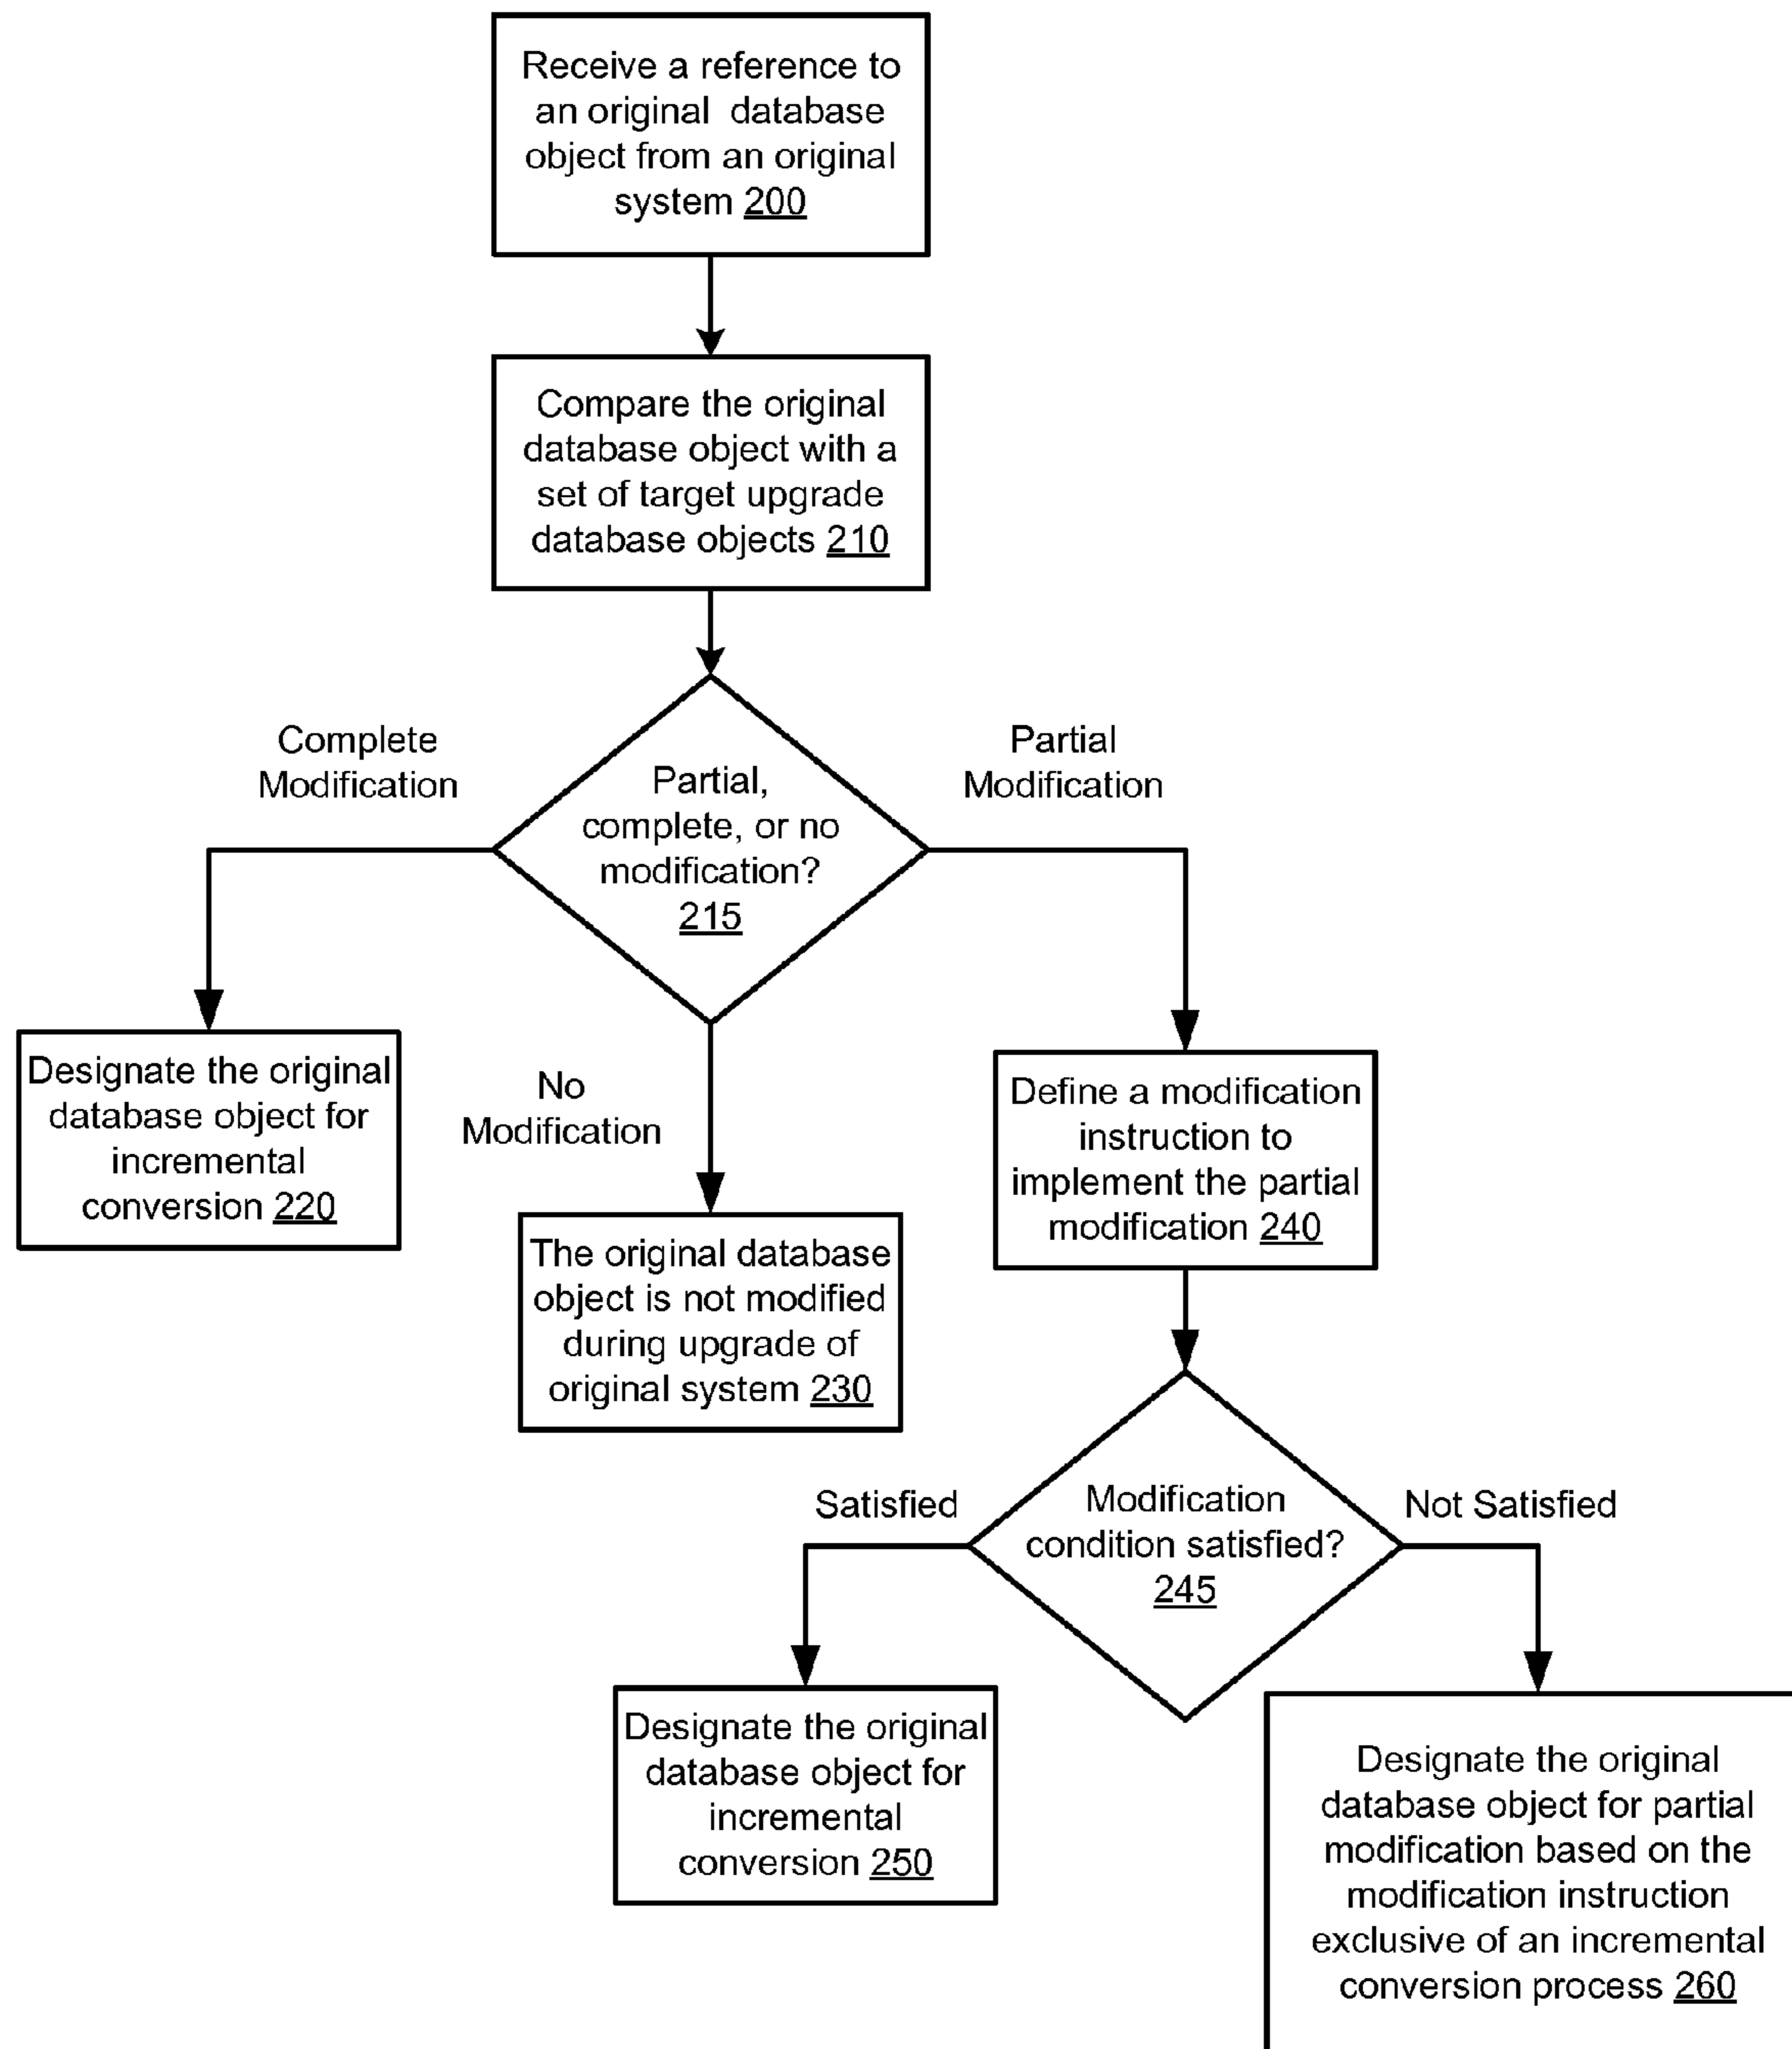 Receive a reference to
an original database
object from an original
system 200
Compare the original
database object with a
set of target upgrade
database objects 210
Complete
Modification
Partial
Modification
Partial,
complete, or no
modification?
215
Designate the original
database object for
incremental
conversion 220
No
Modification
The original database
object is not modified
during upgrade of
original system 230
Define a modification
instruction to
implement the partial
modification 240
Satisfied
Modification
condition satisfied?
245
Not Satisfied
Designate the original
database object for
incremental
conversion 250
Designate the original
database object for partial
modification based on the
modification instruction
exclusive of an incremental
conversion process 260